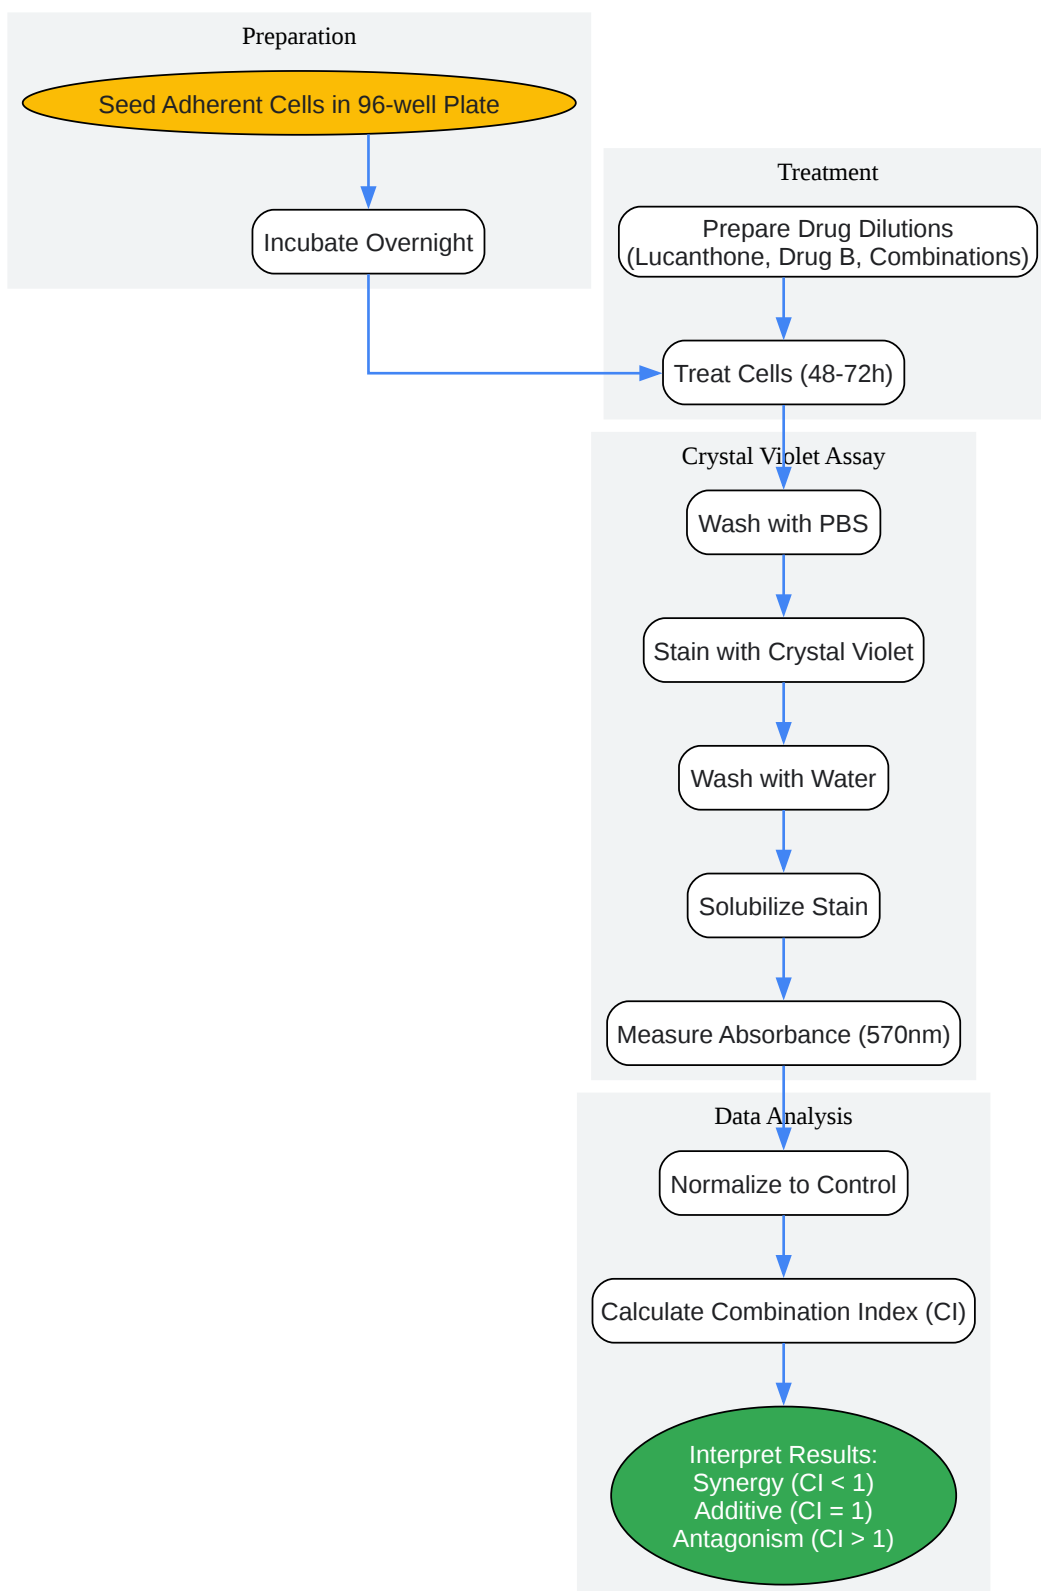 Preparation
Seed Adherent Cells in 96-well Plate
Incubate Overnight
Treatment
Prepare Drug Dilutions
(Lucanthone, Drug B, Combinations)
Treat Cells (48-72h)
Crystal Violet Assay
Wash with PBS
Stain with Crystal Violet
Wash with Water
Solubilize Stain
Measure Absorbance (570nm)
Data Analysis
Normalize to Control
Calculate Combination Index (CI)
Interpret Results:
Synergy (CI < 1)
Additive (CI = 1)
Antagonism (CI > 1)